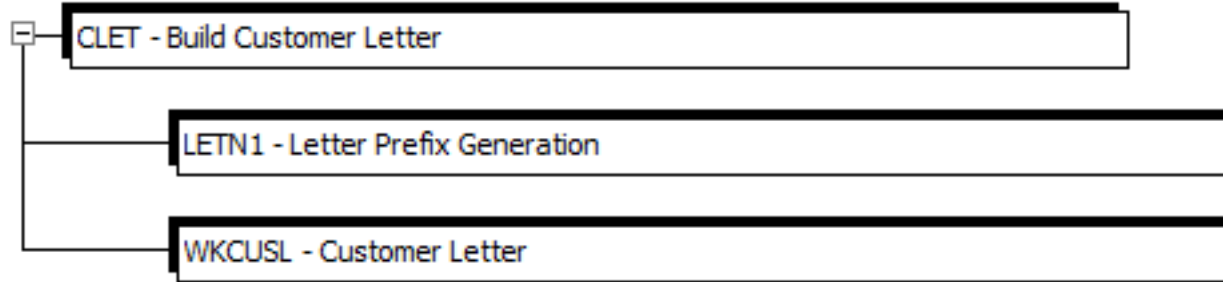 CLET - Build Customer Letter
LETN1 - Letter Prefix Generation
WKCUSL - Customer Letter